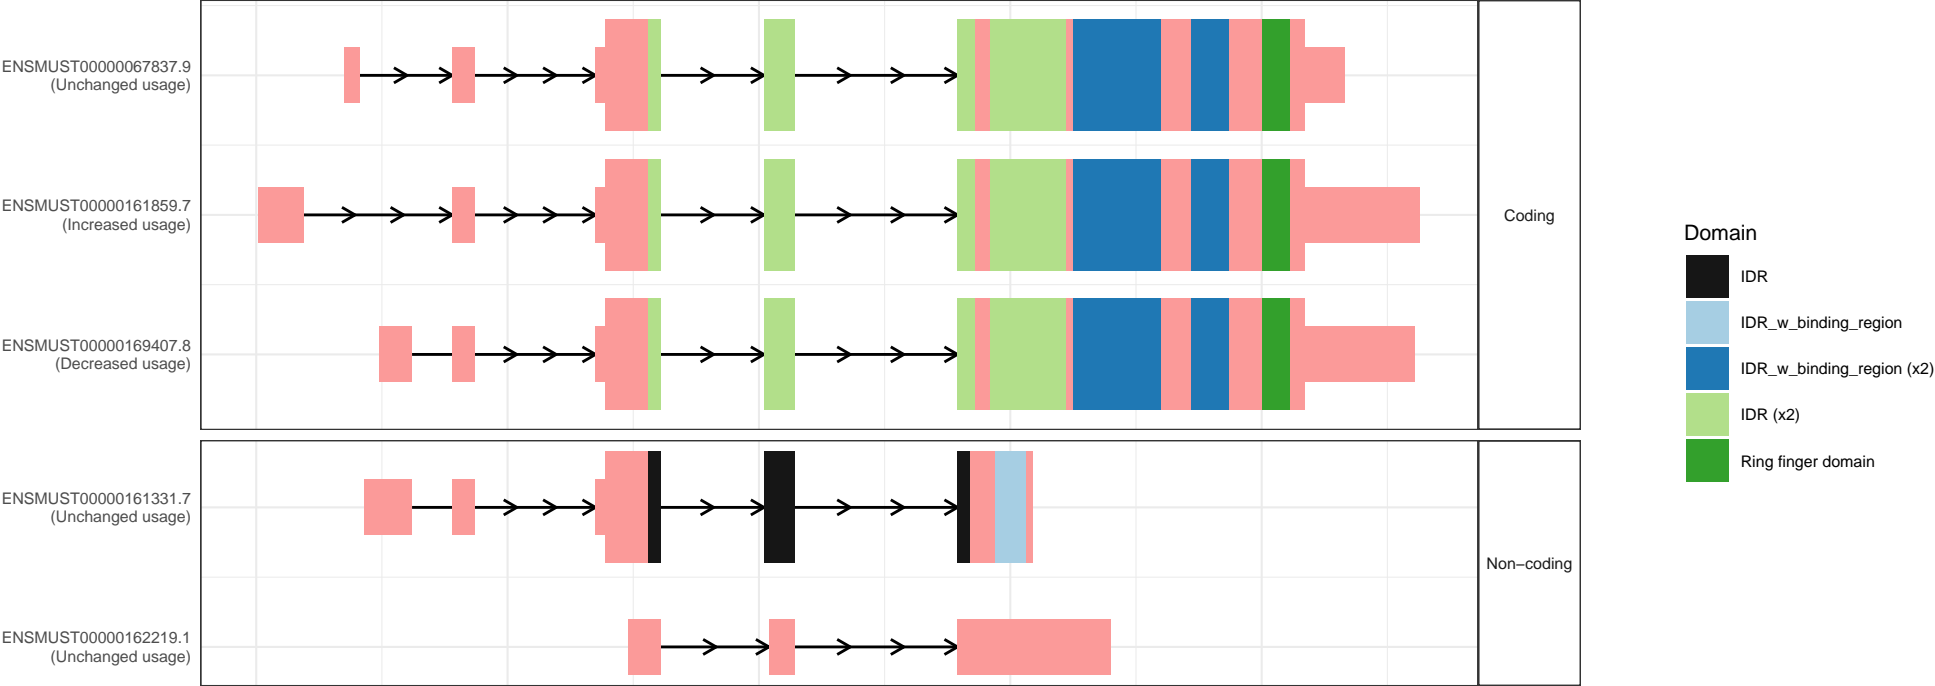 ENSMUST00000067837.9
(Unchanged usage)
ENSMUST00000161859.7
(Increased usage)
ENSMUST00000169407.8
(Decreased usage)
Coding
ENSMUST00000161331.7
(Unchanged usage)
ENSMUST00000162219.1
(Unchanged usage)
Non−coding
Domain
IDR
IDR_w_binding_region
IDR_w_binding_region (x2)
IDR (x2)
Ring finger domain